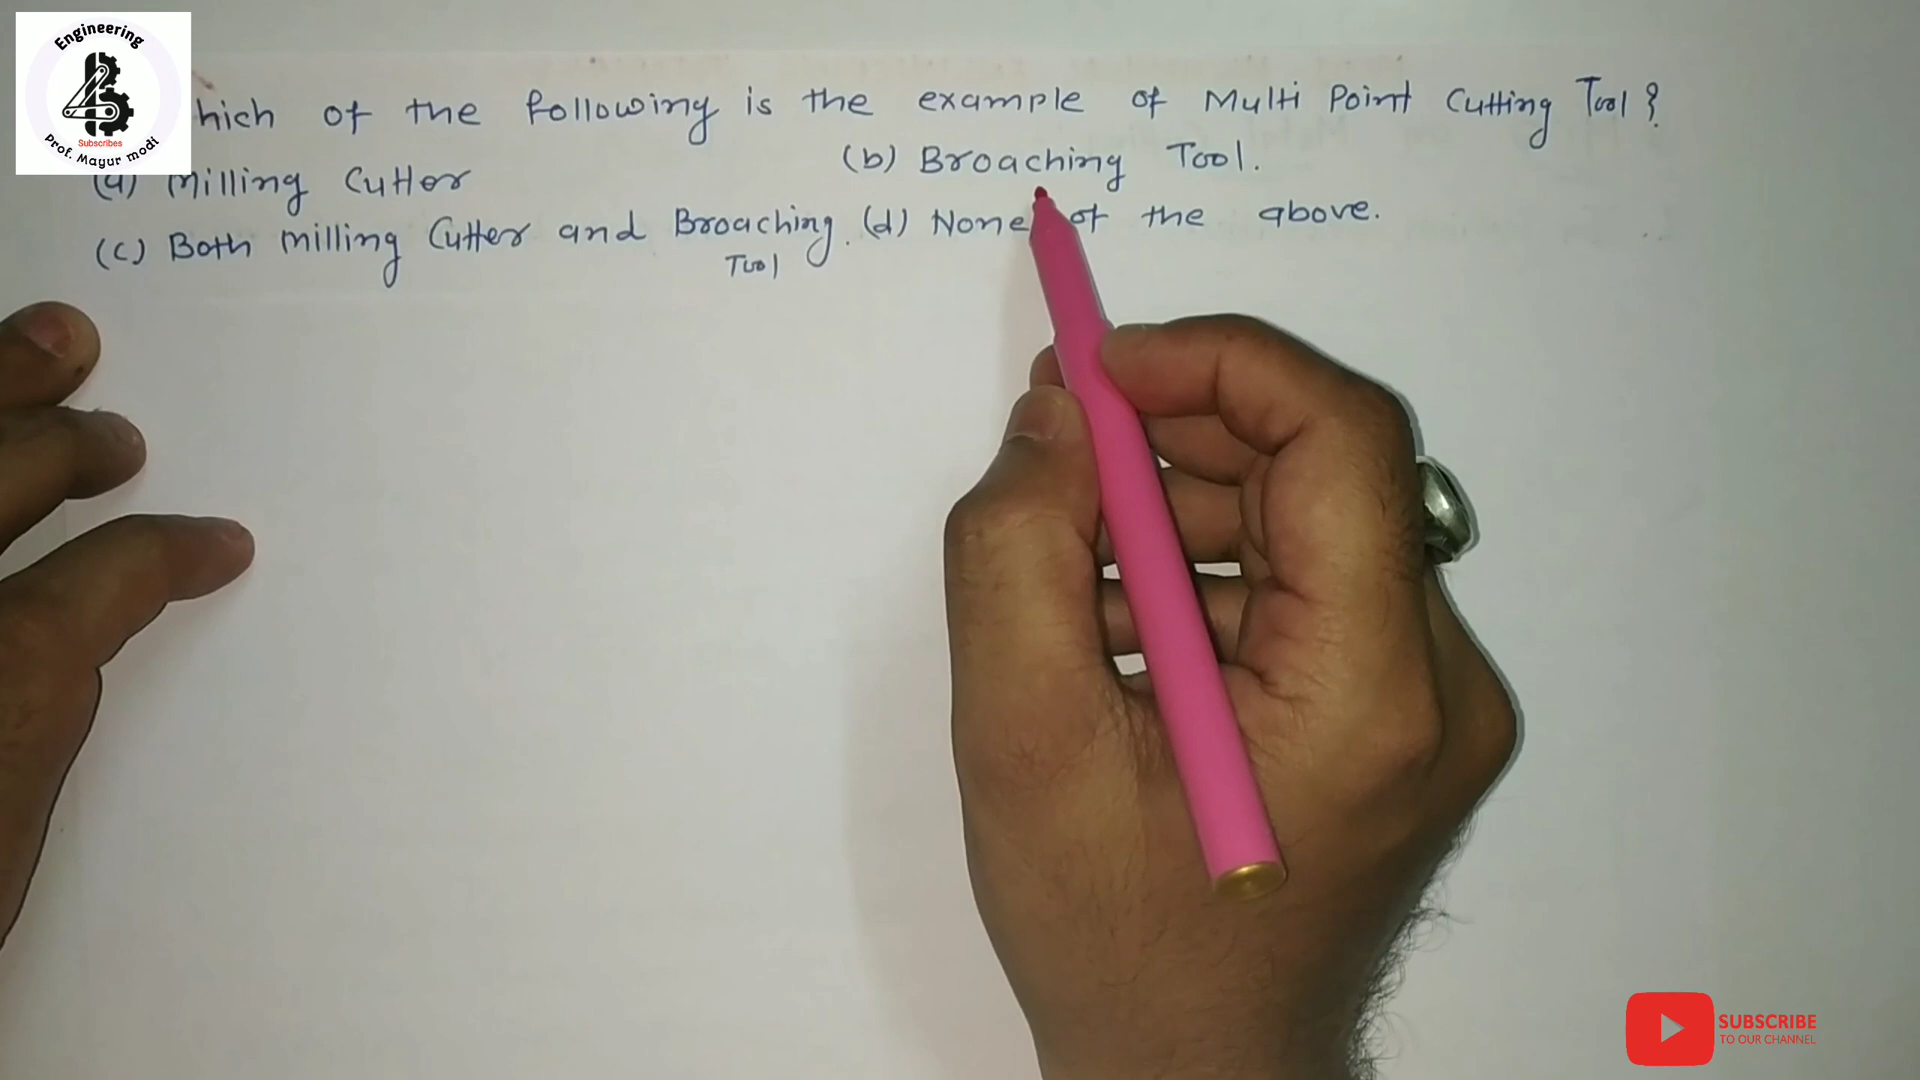 Engineering
Subscribes
Prof. Mayur modi
hich of the following is the example of Multi Point Cutting Tool ?
(a) Milling Cutter
(b) Broaching Tool.
(c) Both Milling Cutter and Broaching Tool
(d) None of the above.
SUBSCRIBE
TO OUR CHANNEL